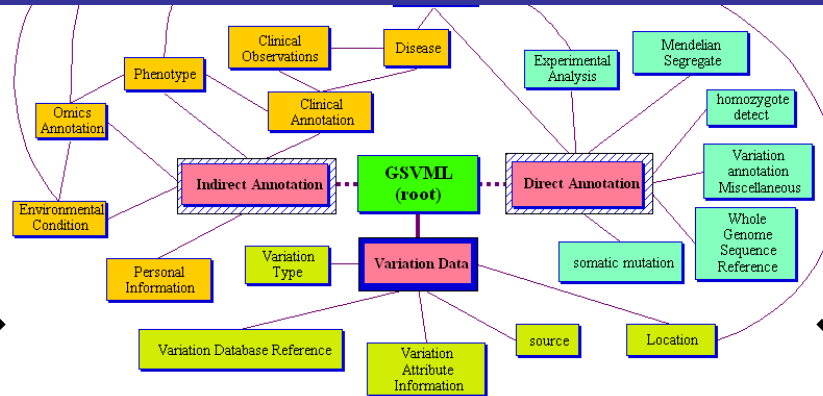 Clinical
Observations
Disease
Experimental
Analysis
Mendelian
Segregate
Phenotype
Omics
Annotation
Clinical
Annotation
homozygote
detect
Indirect Annotation
GSVML
(root)
Direct Annotation
Variation
annotation
Miscellaneous
Environmental
Condition
Whole
Genome
Sequence
Reference
Personal
Information
Variation
Type
Variation Data
somatic mutation
Variation Database Reference
Variation
Attribute
Information
source
Location